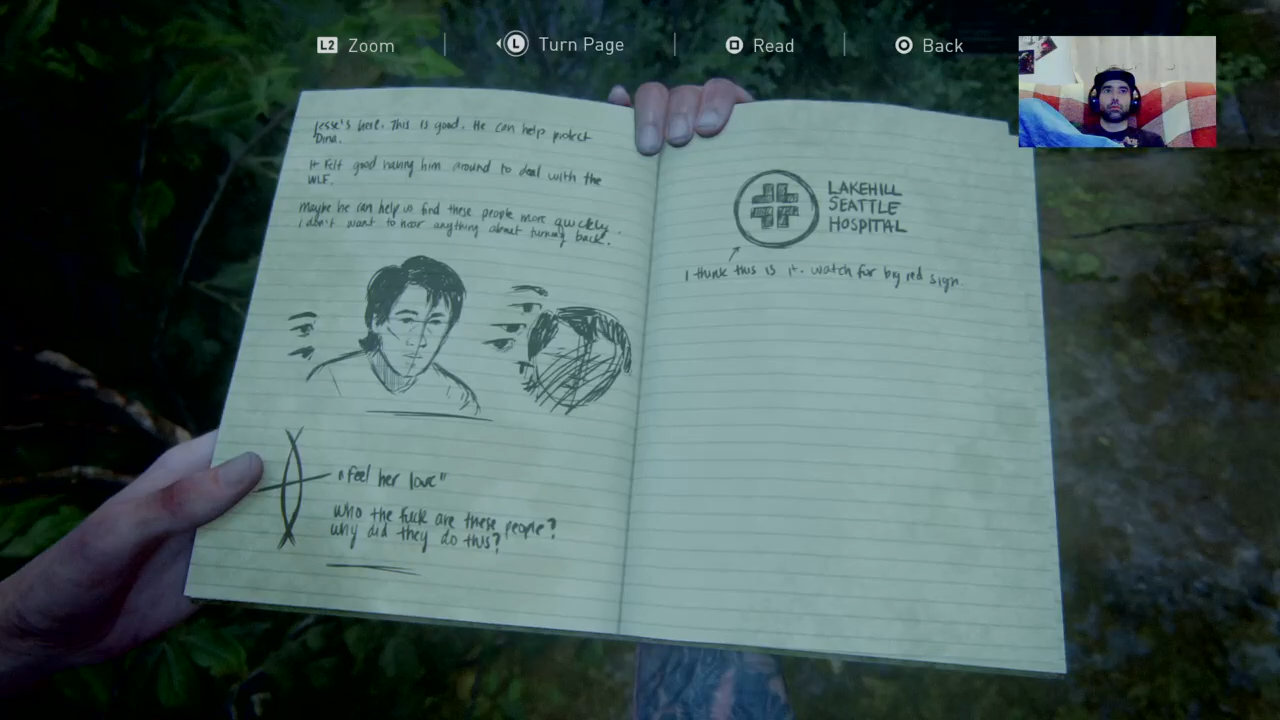 L2 Zoom
L Turn Page
Read
Back
Jesse's here. This is good. He can help protect
Dina.
It felt good having him around to deal with the
WLF.
Maybe he can help us find these people more quickly.
I don't want to hear anything about turning back.
"Feel her love"
Who the fuck are these people?
why did they do this?
LAKEHILL
SEATTLE
HOSPITAL
I think this is it. watch for big red sign.